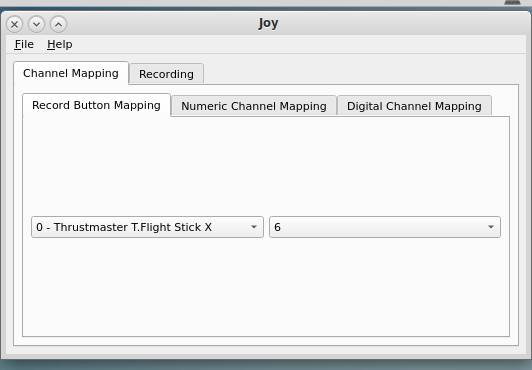 Joy
File Help
Channel Mapping Recording
Record Button Mapping Numeric Channel Mapping Digital Channel Mapping
0 - Thrustmaster T.Flight Stick X 6